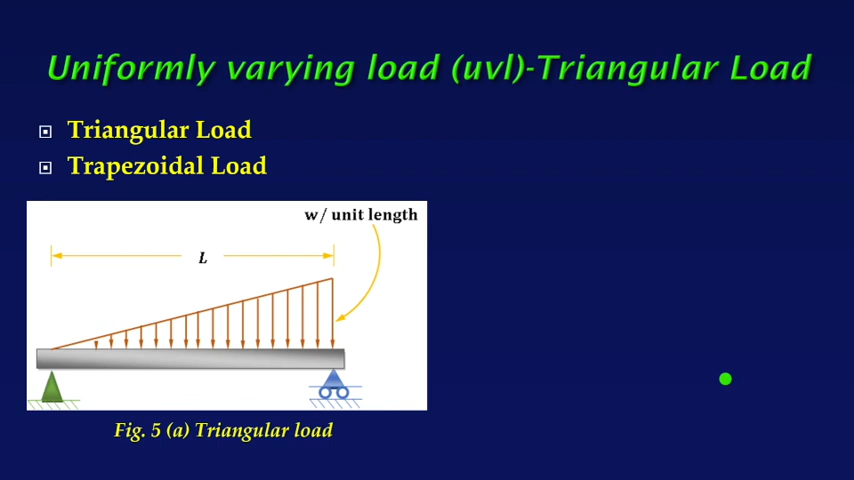 Uniformly varying load (uvl)-Triangular Load
Triangular Load
Trapezoidal Load
w/ unit length
L
Fig. 5 (a) Triangular load